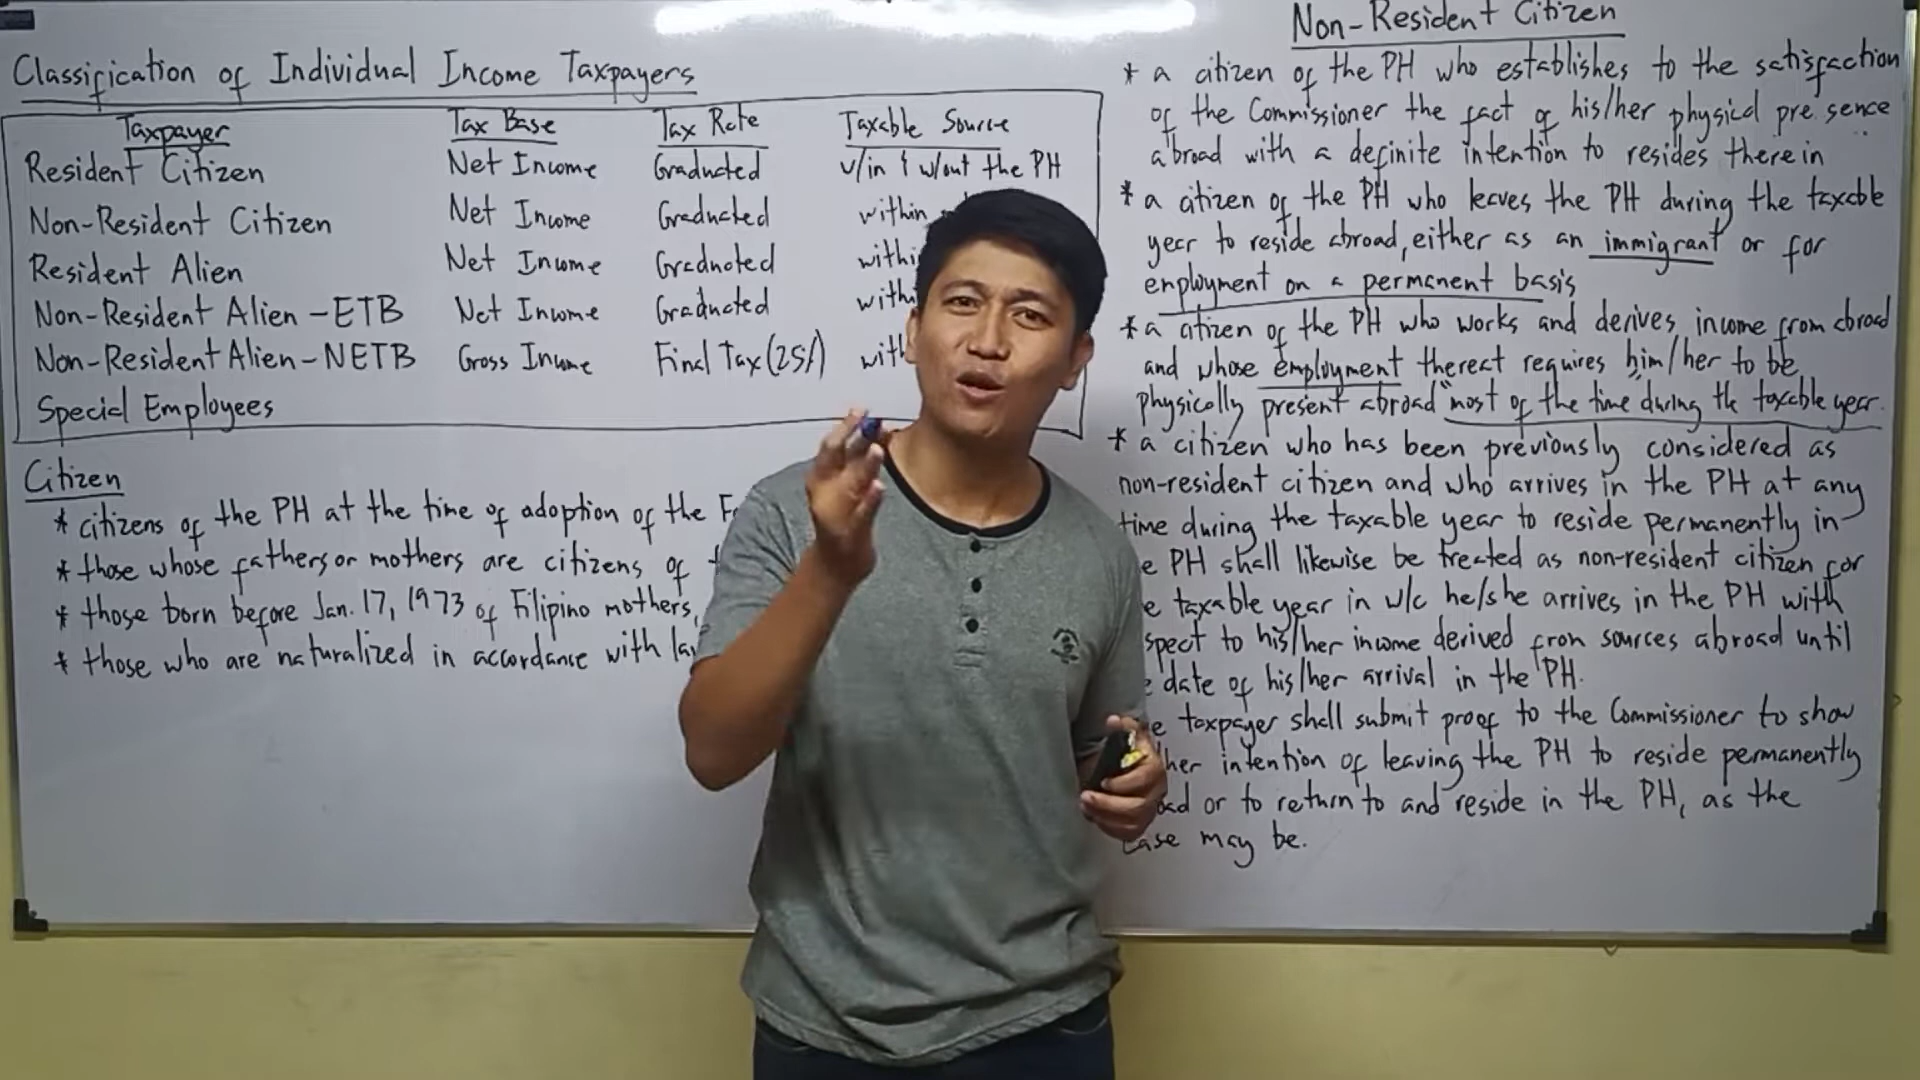 Classification of Individual Income Taxpayers
Taxpayer Tax Base Tax Rate Taxable Source
Resident Citizen Net Income Graduated w/in & w/out the PH
Non-Resident Citizen Net Income Graduated within
Resident Alien Net Income Graduated within
Non-Resident Alien - ETB Net Income Graduated
Non-Resident Alien - NETB Gross Income Final Tax (25%)
Special Employees
Citizen
* citizens of the PH at the time of adoption of the
* those whose fathers or mothers are citizens of
* those born before Jan. 17, 1973 of Filipino mothers,
* those who are naturalized in accordance with
Non-Resident Citizen
* a citizen of the PH who establishes to the satisfaction
of the Commissioner the fact of his/her physical presence
abroad with a definite intention to resides therein
* a citizen of the PH who leaves the PH during the taxable
year to reside abroad, either as an immigrant or for
employment on a permanent basis
* a citizen of the PH who works and derives income from abroad
and whose employment thereat requires him/her to be
physically present abroad "most of the time" during the taxable year.
* a citizen who has been previously considered as
non-resident citizen and who arrives in the PH at any
time during the taxable year to reside permanently in
PH shall likewise be treated as non-resident citizen for
taxable year in w/c he/she arrives in the PH with
spect to his/her income derived from sources abroad until
date of his/her arrival in the PH.
taxpayer shall submit proof to the Commissioner to show
her intention of leaving the PH to reside permanently
or to return to and reside in the PH, as the
case may be.